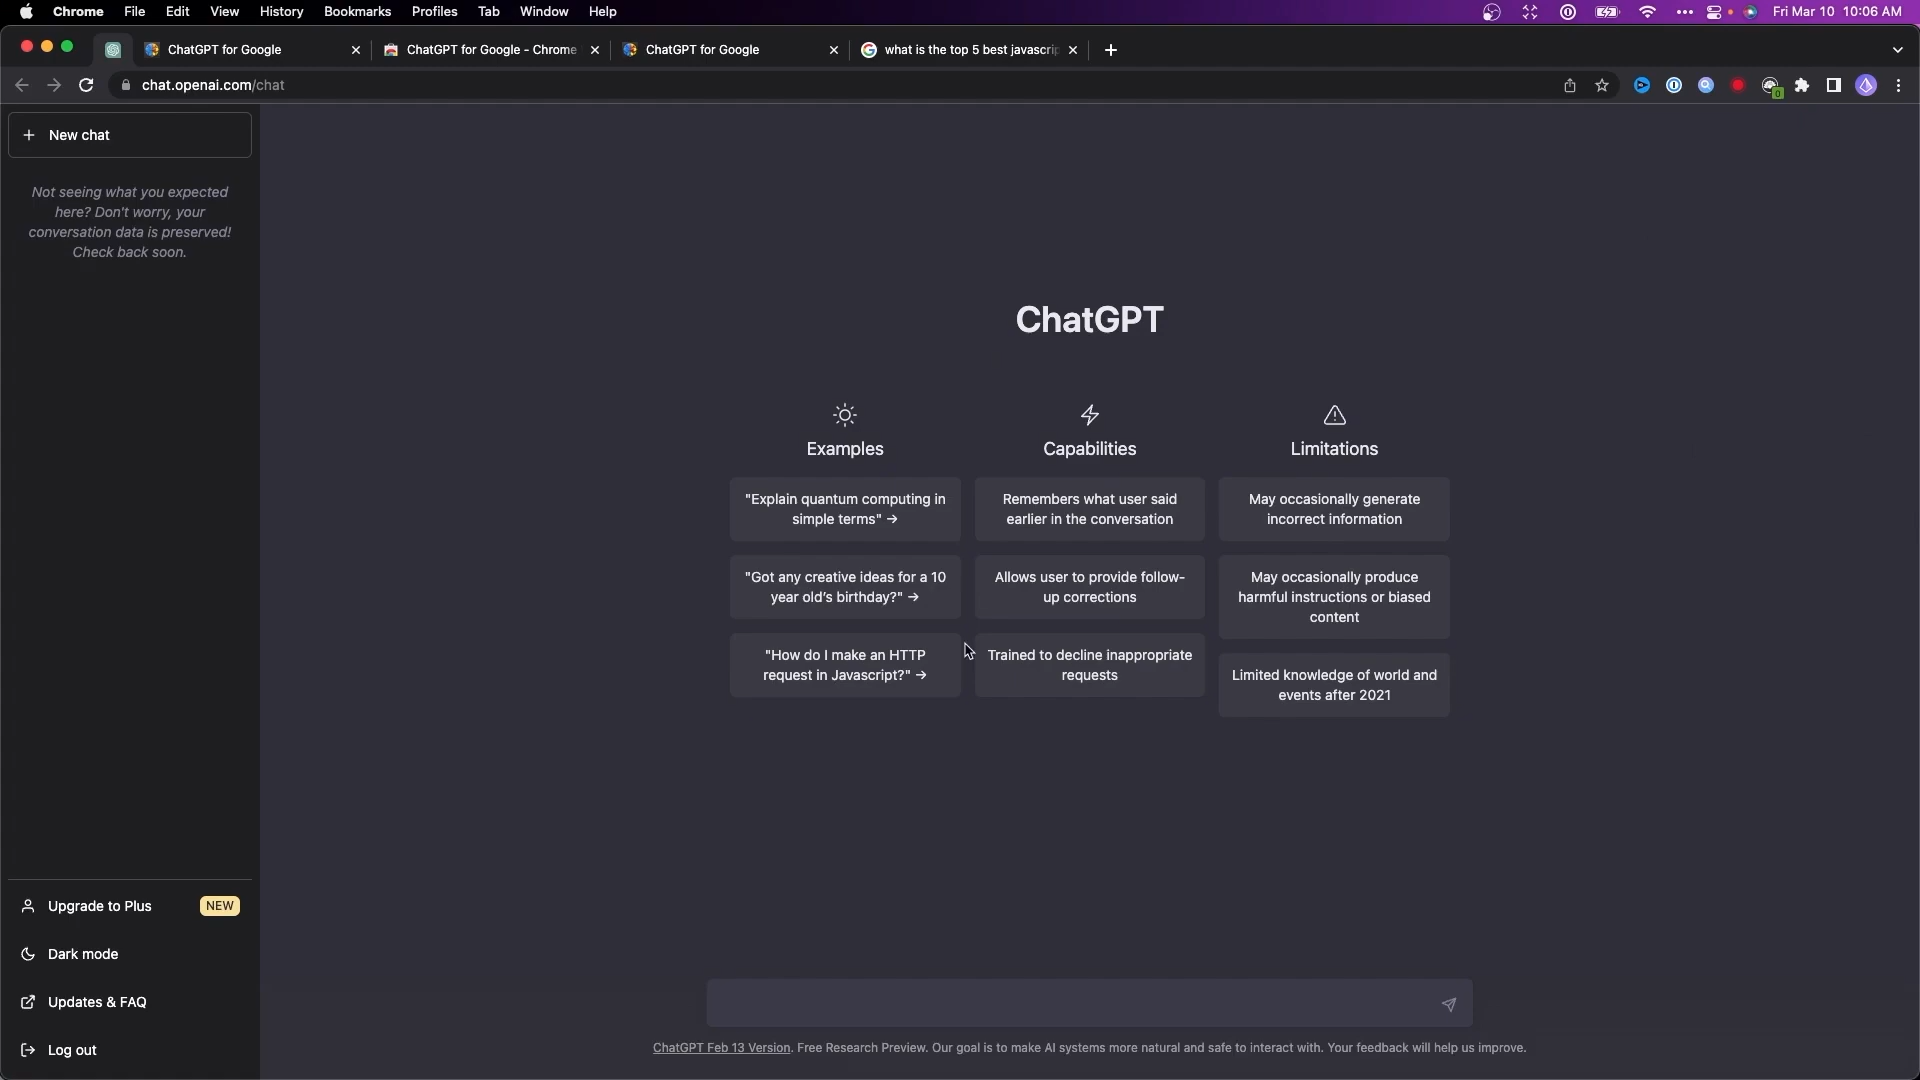 Chrome File Edit View History Bookmarks Profiles Tab Window Help Fri Mar 10 10:06 AM
ChatGPT for Google ChatGPT for Google - Chrome ChatGPT for Google what is the top 5 best javascrip
chat.openai.com/chat
0
New chat
Not seeing what you expected
here? Don't worry, your
conversation data is preserved!
Check back soon.
ChatGPT
Examples
"Explain quantum computing in
simple terms" →
"Got any creative ideas for a 10
year old's birthday?" →
"How do I make an HTTP
request in Javascript?" →
Capabilities
Remembers what user said
earlier in the conversation
Allows user to provide follow-
up corrections
Trained to decline inappropriate
requests
Limitations
May occasionally generate
incorrect information
May occasionally produce
harmful instructions or biased
content
Limited knowledge of world and
events after 2021
Upgrade to Plus NEW
Dark mode
Updates & FAQ
Log out
ChatGPT Feb 13 Version. Free Research Preview. Our goal is to make AI systems more natural and safe to interact with. Your feedback will help us improve.